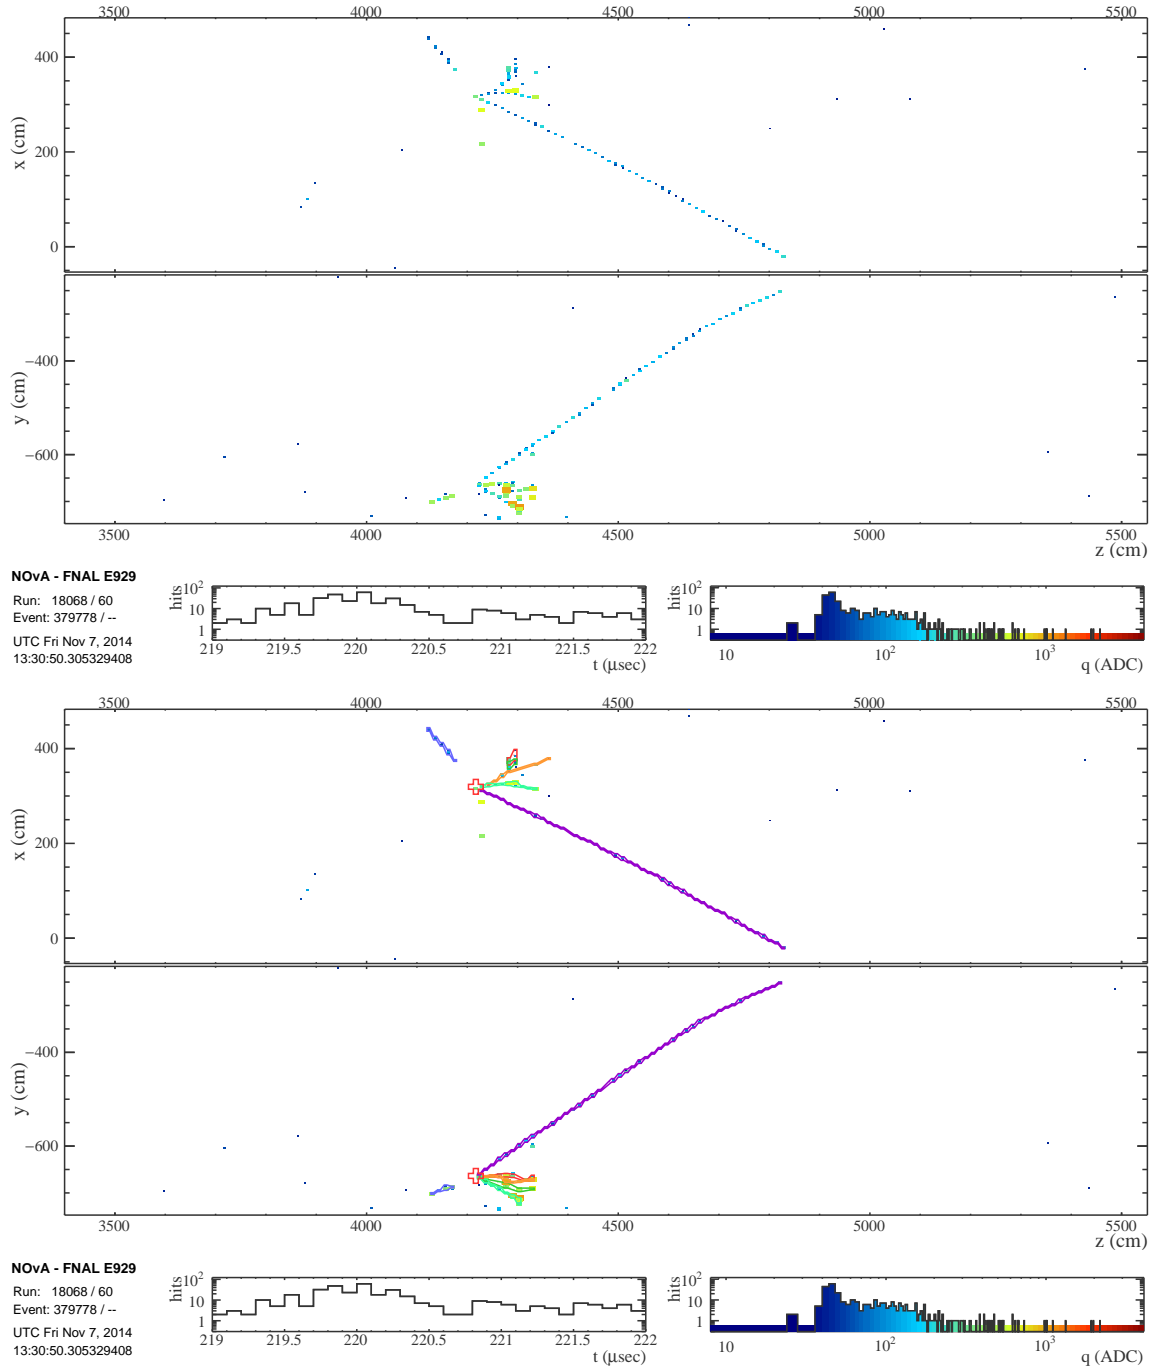 3500 4000 4500 5000 5500
400
200
0
x (cm)
−400
−600
y (cm)
3500 4000 4500 5000 5500
z (cm)
NOvA - FNAL E929
Run: 18068 / 60
Event: 379778 / --
UTC Fri Nov 7, 2014
13:30:50.305329408
hits
10²
10
1
219 219.5 220 220.5 221 221.5 222
t (μsec)
hits
10²
10
1
10 10² 10³
q (ADC)
3500 4000 4500 5000 5500
400
200
0
x (cm)
−400
−600
y (cm)
3500 4000 4500 5000 5500
z (cm)
NOvA - FNAL E929
Run: 18068 / 60
Event: 379778 / --
UTC Fri Nov 7, 2014
13:30:50.305329408
hits
10²
10
1
219 219.5 220 220.5 221 221.5 222
t (μsec)
hits
10²
10
1
10 10² 10³
q (ADC)